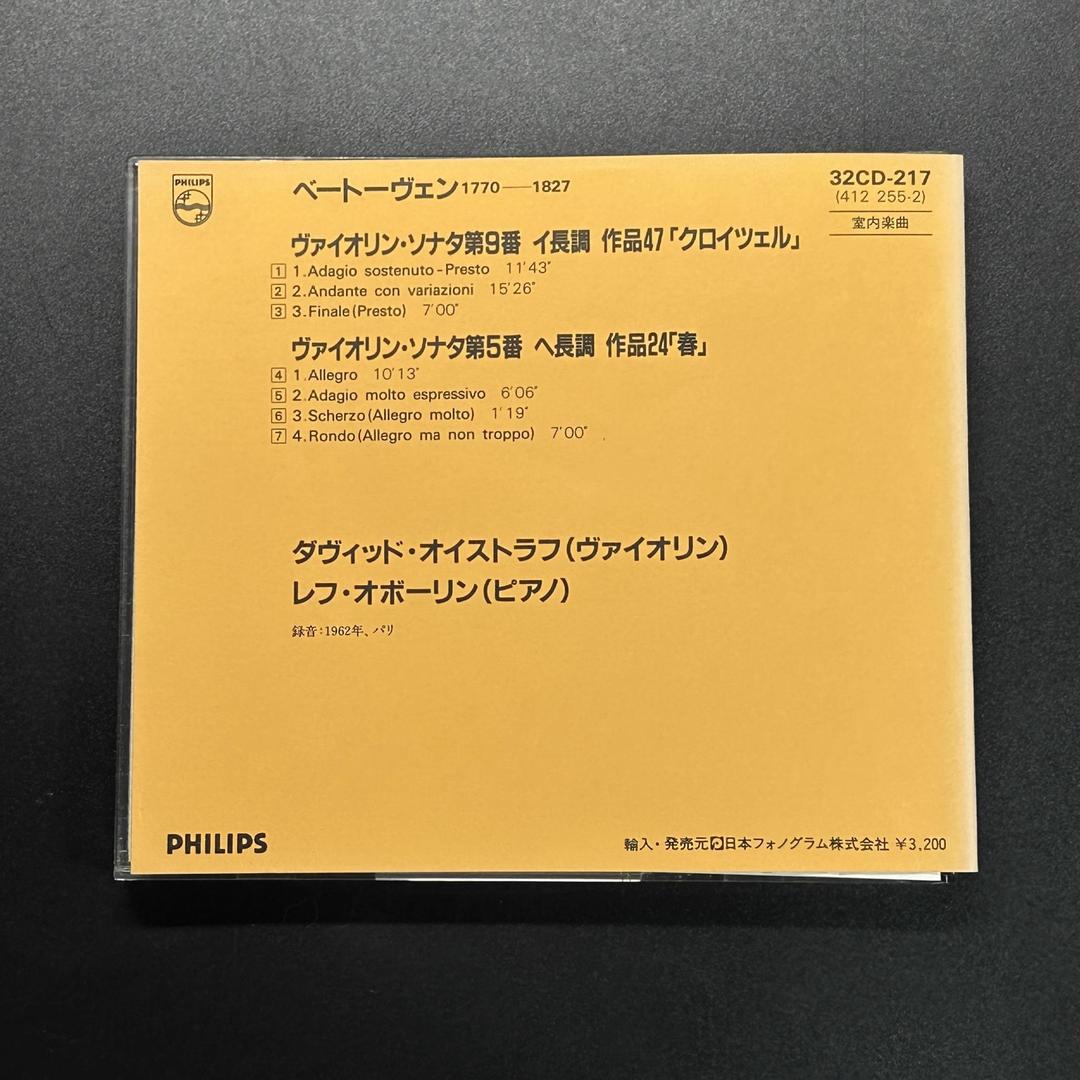 PHILIPS
ベートーヴェン1770―1827
32CD-217
(412 255-2)
室内楽曲
ヴァイオリン・ソナタ第9番 イ長調 作品47「クロイツェル」
1 1.Adagio sostenuto-Presto 11'43"
2 2.Andante con variazioni 15'26"
3 3.Finale(Presto) 7'00"
ヴァイオリン・ソナタ第5番 ヘ長調 作品24「春」
4 1.Allegro 10'13"
5 2.Adagio molto espressivo 6'06"
6 3.Scherzo(Allegro molto) 1'19"
7 4.Rondo(Allegro ma non troppo) 7'00"
ダヴィッド・オイストラフ(ヴァイオリン)
レフ・オボーリン(ピアノ)
録音:1962年、パリ
PHILIPS
輸入・発売元 日本フォノグラム株式会社 ¥3,200